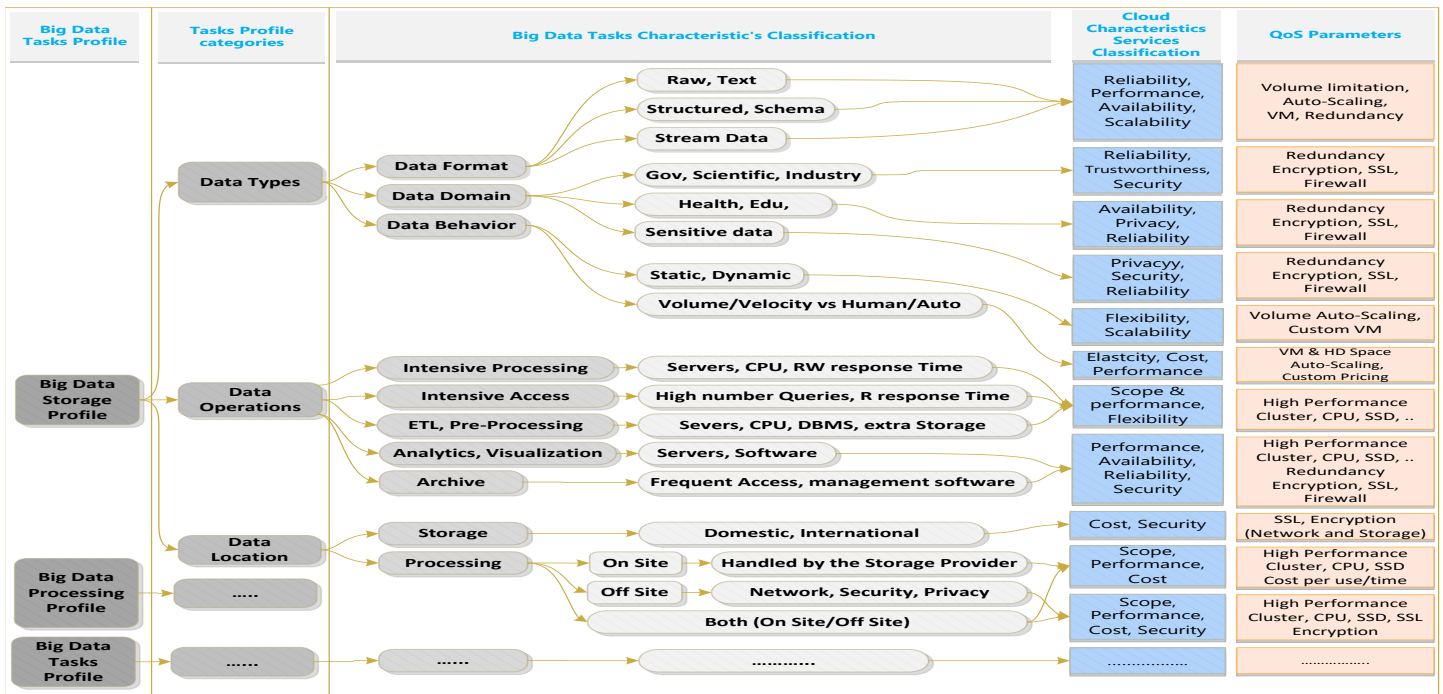 Big Data
Tasks Profile
Tasks Profile
categories
Big Data Tasks Characteristic's Classification
Cloud
Characteristics
Services
Classification
QoS Parameters
Big Data
Storage
Profile
Big Data
Processing
Profile
Big Data
Tasks
Profile
Data Types
Data
Operations
Data
Location
.....
......
Data Format
Data Domain
Data Behavior
Intensive Processing
Intensive Access
ETL, Pre-Processing
Analytics, Visualization
Archive
Storage
Processing
......
Raw, Text
Structured, Schema
Stream Data
Gov, Scientific, Industry
Health, Edu,
Sensitive data
Static, Dynamic
Volume/Velocity vs Human/Auto
Servers, CPU, RW response Time
High number Queries, R response Time
Severs, CPU, DBMS, extra Storage
Servers, Software
Frequent Access, management software
Domestic, International
On Site
Handled by the Storage Provider
Off Site
Network, Security, Privacy
Both (On Site/Off Site)
............
Reliability,
Performance,
Availability,
Scalability
Reliability,
Trustworthiness,
Security
Availability,
Privacy,
Reliability
Privacyy,
Security,
Reliability
Flexibility,
Scalability
Elastcity, Cost,
Performance
Scope &
performance,
Flexibility
Performance,
Availability,
Reliability,
Security
Cost, Security
Scope,
Performance,
Cost
Scope,
Performance,
Cost, Security
.................
Volume limitation,
Auto-Scaling,
VM, Redundancy
Redundancy
Encryption, SSL,
Firewall
Redundancy
Encryption, SSL,
Firewall
Redundancy
Encryption, SSL,
Firewall
Volume Auto-Scaling,
Custom VM
VM & HD Space
Auto-Scaling,
Custom Pricing
High Performance
Cluster, CPU, SSD, ..
High Performance
Cluster, CPU, SSD, ..
Redundancy
Encryption, SSL,
Firewall
SSL, Encryption
(Network and Storage)
High Performance
Cluster, CPU, SSD
Cost per use/time
High Performance
Cluster, CPU, SSD, SSL
Encryption
................